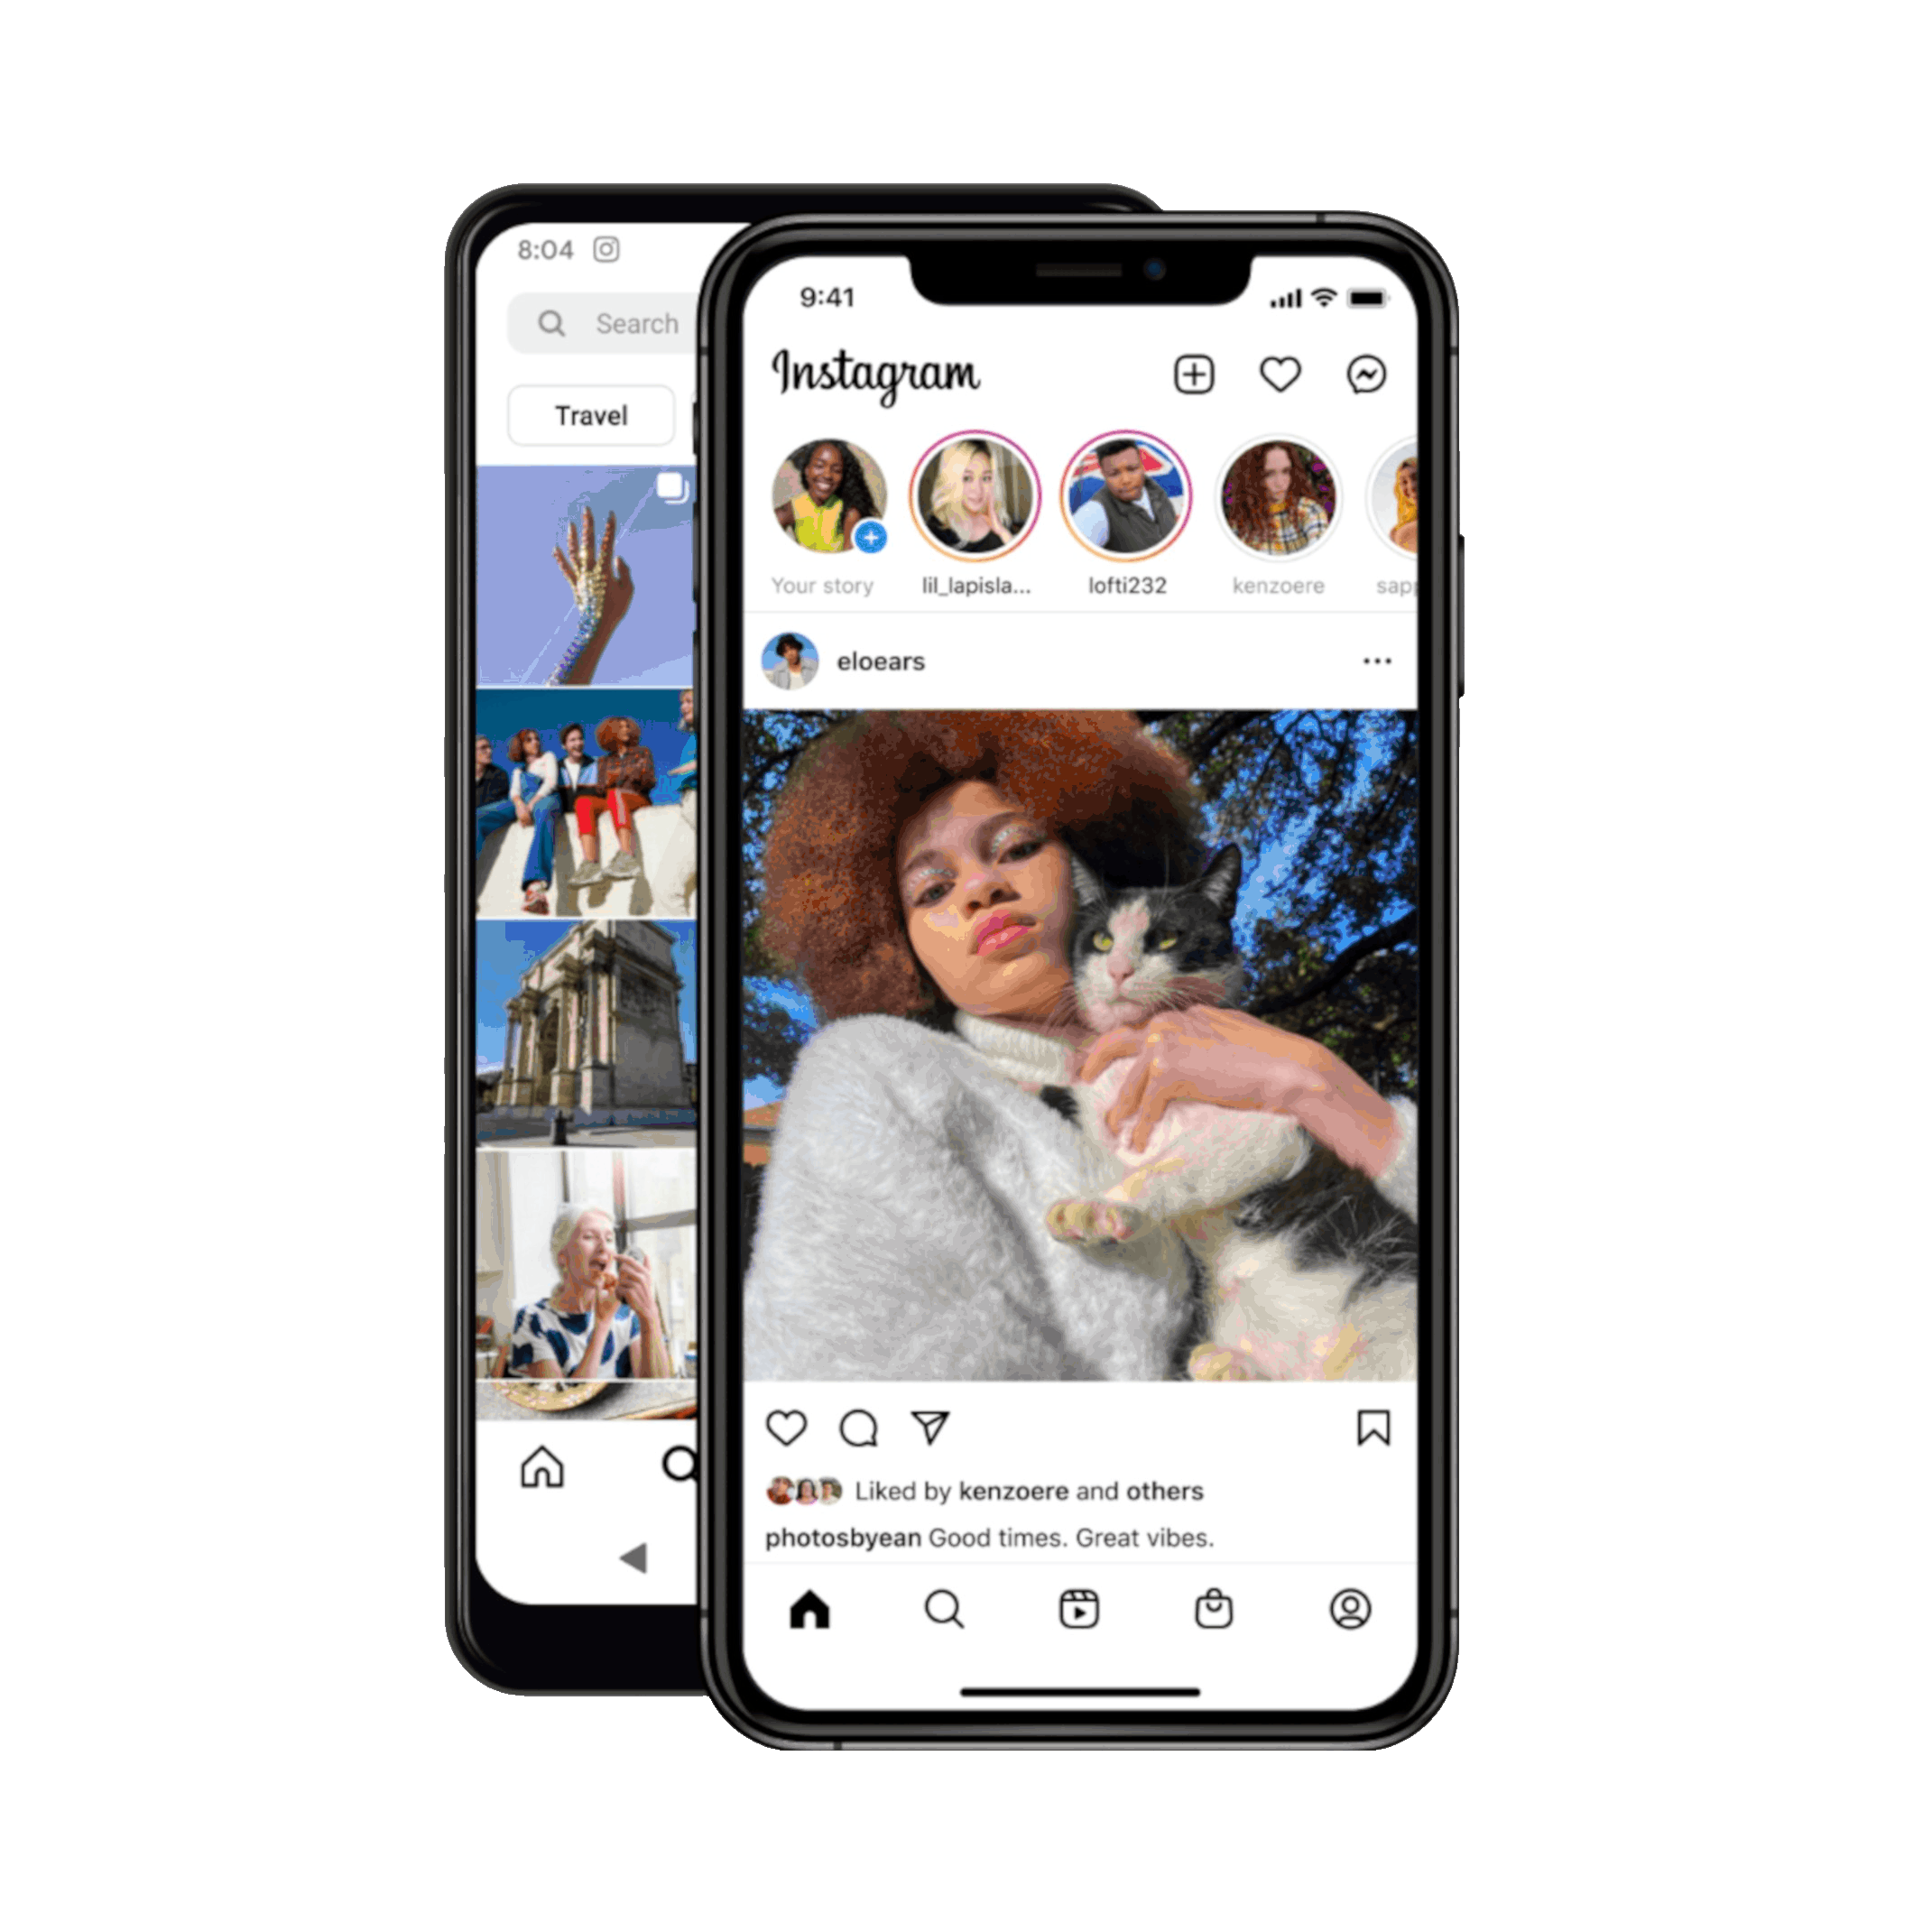 8:04
Search
Travel
9:41
Instagram
Your story
lil_lapisla...
lofti232
kenzoere
sapp
eloears
Liked by kenzoere and others
photosbyean Good times. Great vibes.